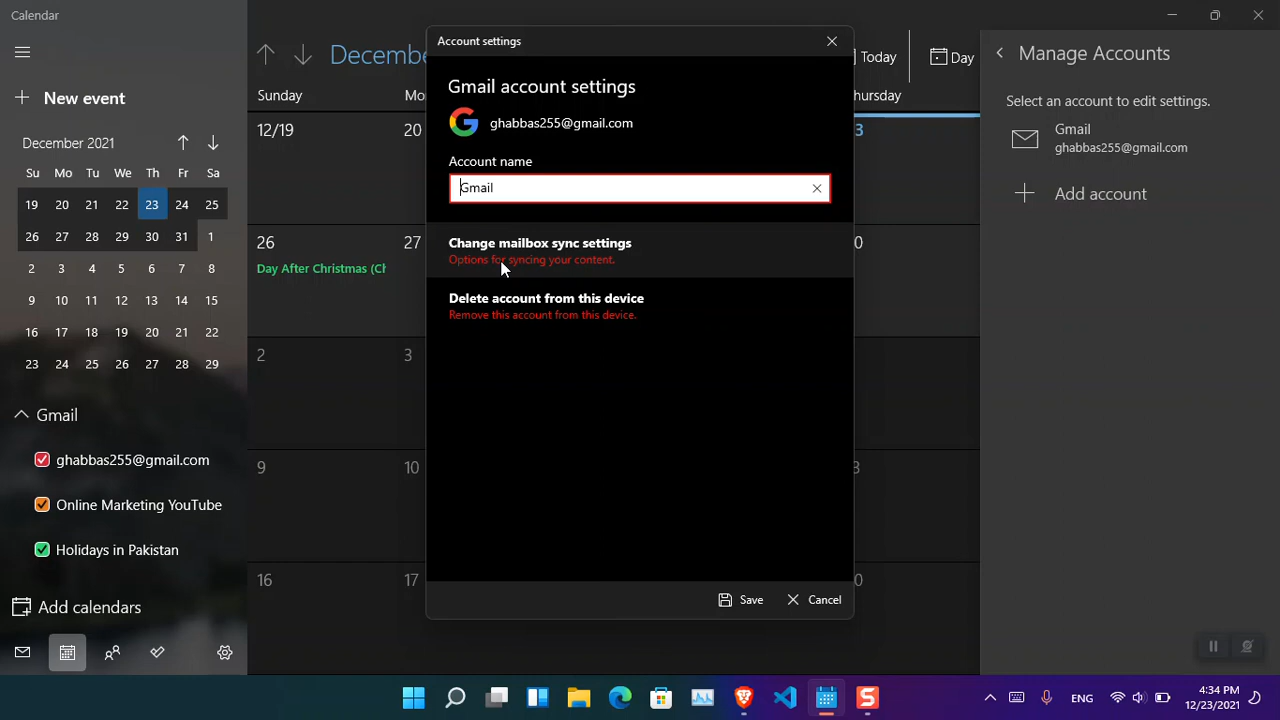 Calendar
New event
December 2021
Su Mo Tu We Th Fr Sa
19 20 21 22 23 24 25
26 27 28 29 30 31 1
2 3 4 5 6 7 8
9 10 11 12 13 14 15
16 17 18 19 20 21 22
23 24 25 26 27 28 29
Gmail
ghabbas255@gmail.com
Online Marketing YouTube
Holidays in Pakistan
Add calendars
Decembe
Today
Day
Sunday
Mo
hursday
12/19
20
3
26
27
0
Day After Christmas (Ch
2
3
9
10
3
16
17
0
Account settings
Gmail account settings
ghabbas255@gmail.com
Account name
Gmail
Change mailbox sync settings
Options for syncing your content.
Delete account from this device
Remove this account from this device.
Save
Cancel
Manage Accounts
Select an account to edit settings.
Gmail
ghabbas255@gmail.com
Add account
S
ENG
4:34 PM
12/23/2021